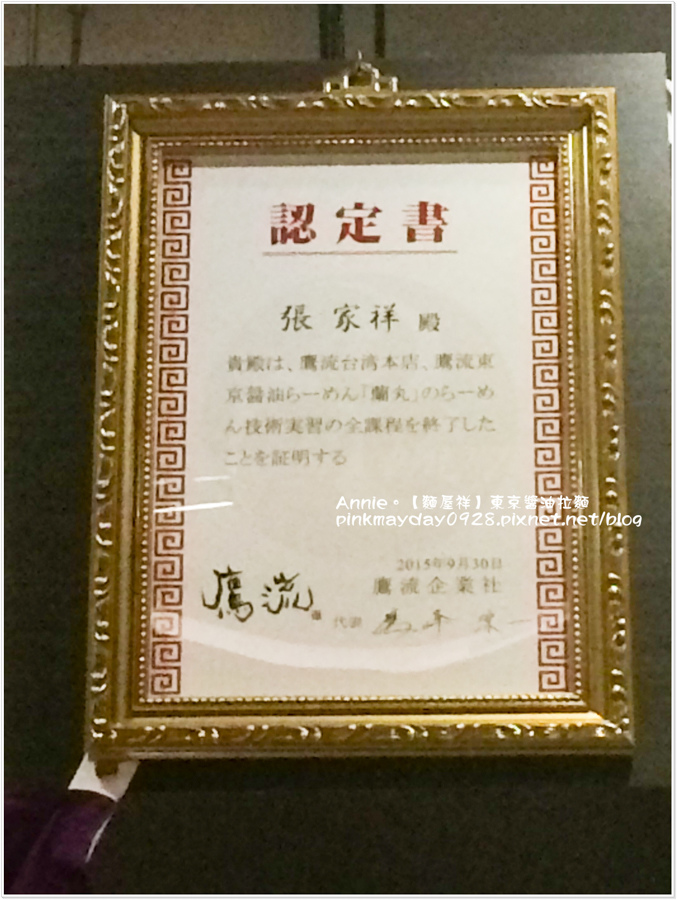 認定書
張家祥 殿
貴殿は、鷹流台湾本店、鷹流東
京醤油らーめん「蘭丸」のらーめ
ん技術実習の全課程を終了した
ことを証明する
Annie。【麵屋祥】東京醬油拉麵
pinkmayday0928.pixnet.net/blog
2015年9月30日
鷹流企業社
鷹流
代表